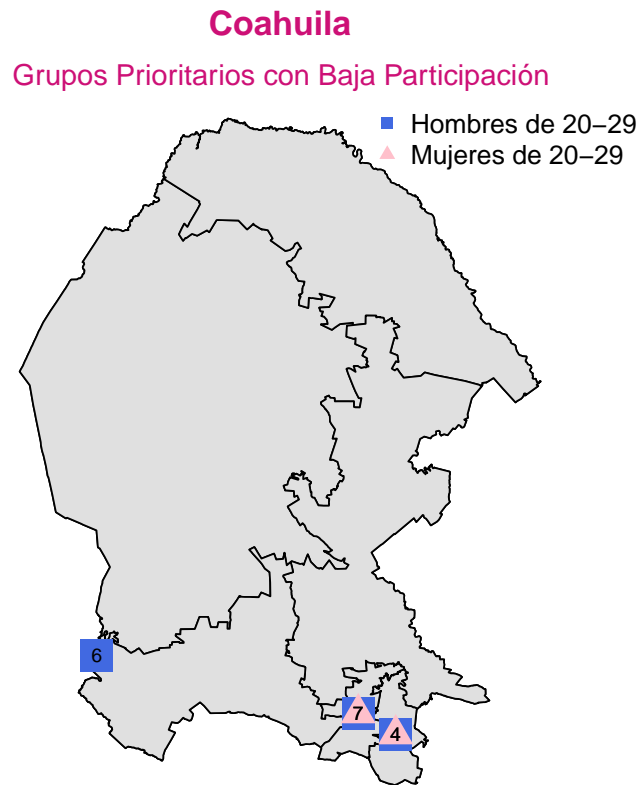 Coahuila
Grupos Prioritarios con Baja Participación
Hombres de 20−29
Mujeres de 20−29
6
7
4